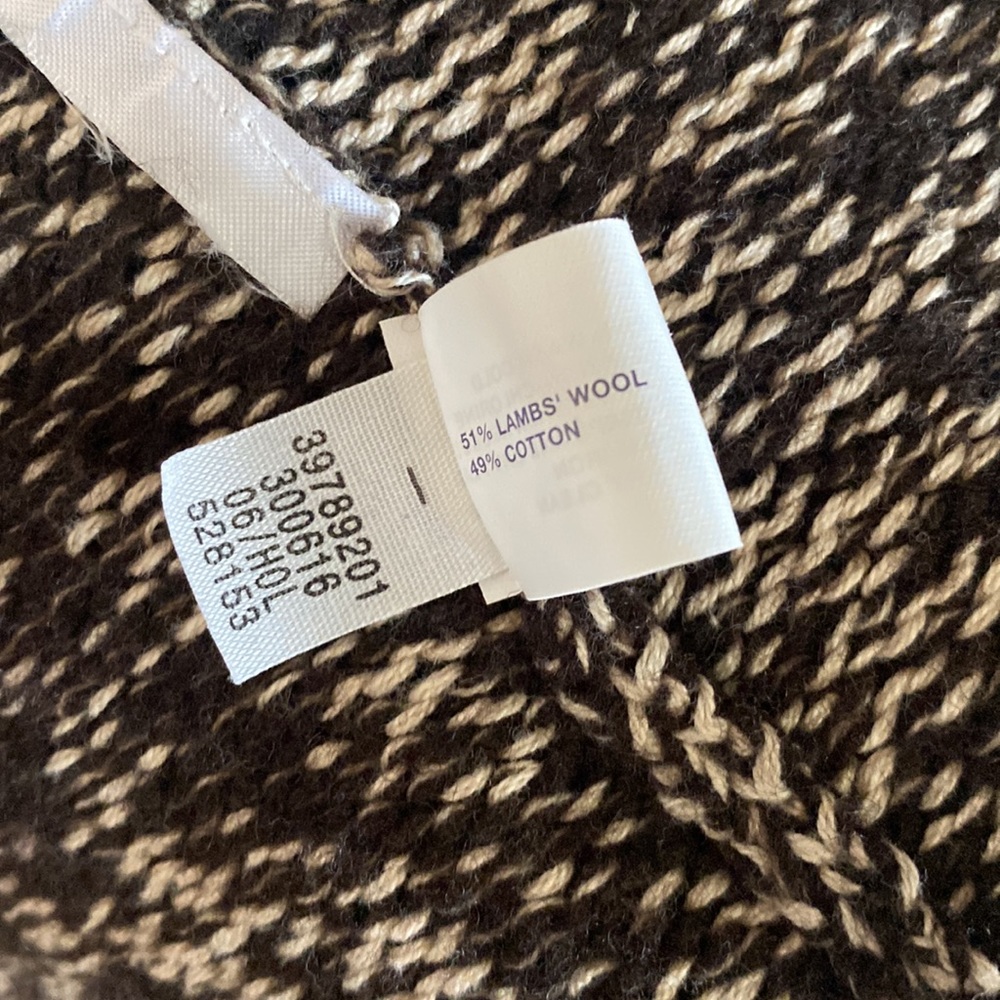 51% LAMBS' WOOL
49% COTTON
39789201
300616
06/HOL
528153